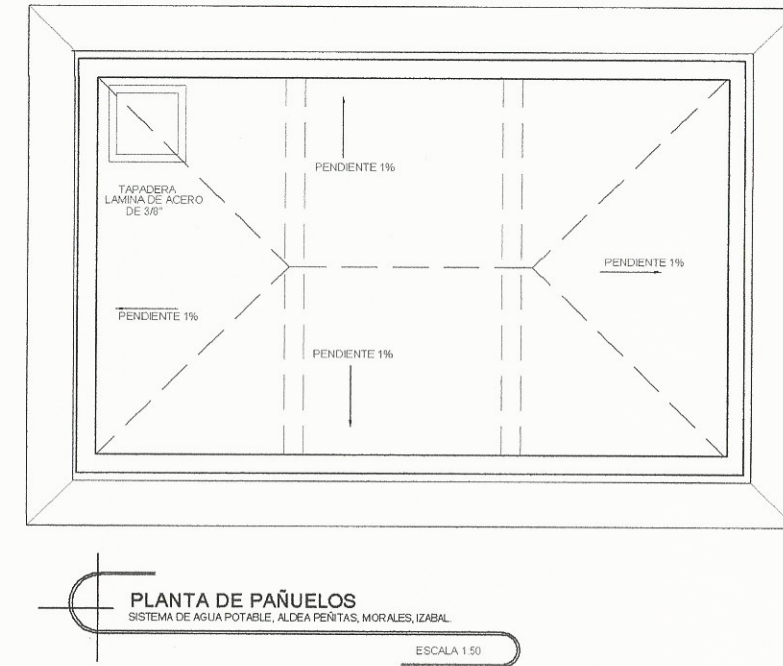 PENDIENTE 1%
TAPADERA
LAMINA DE ACERO
DE 3/8"
PENDIENTE 1%
PENDIENTE 1%
PENDIENTE 1%
PLANTA DE PAÑUELOS
SISTEMA DE AGUA POTABLE, ALDEA PEÑITAS, MORALES, IZABAL.
ESCALA 1:50